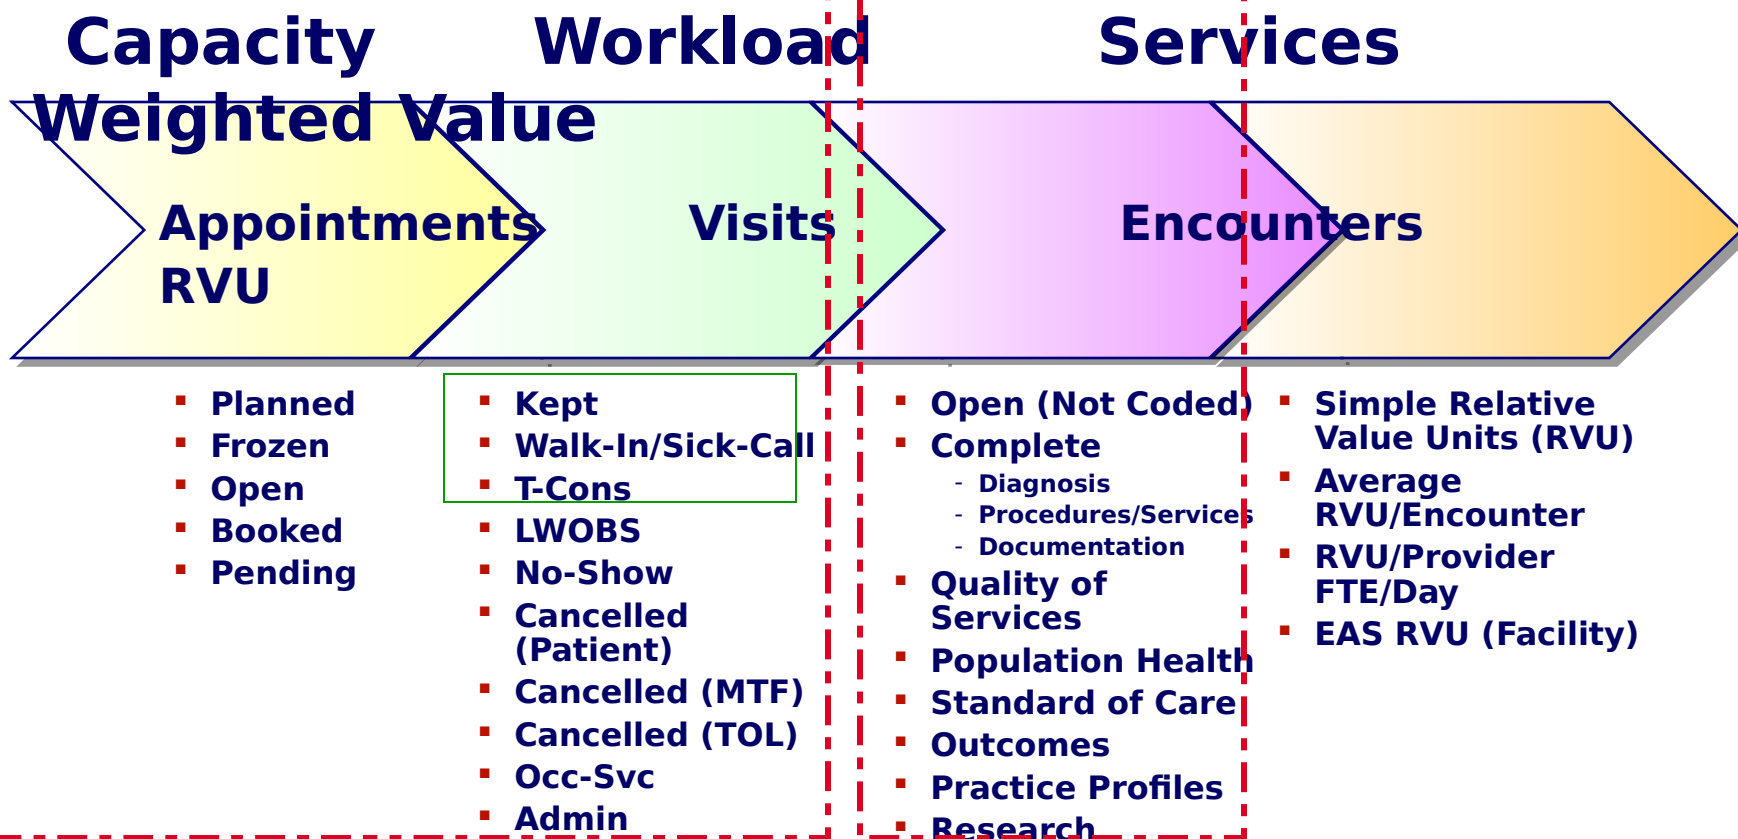 Capacity Workload Services
Weighted Value
Appointments Visits Encounters
RVU
Planned
Frozen
Open
Booked
Pending
Kept
Walk-In/Sick-Call
T-Cons
LWOBS
No-Show
Cancelled
(Patient)
Cancelled (MTF)
Cancelled (TOL)
Occ-Svc
Admin
Open (Not Coded)
Complete
- Diagnosis
- Procedures/Services
- Documentation
Quality of
Services
Population Health
Standard of Care
Outcomes
Practice Profiles
Research
Simple Relative
Value Units (RVU)
Average
RVU/Encounter
RVU/Provider
FTE/Day
EAS RVU (Facility)